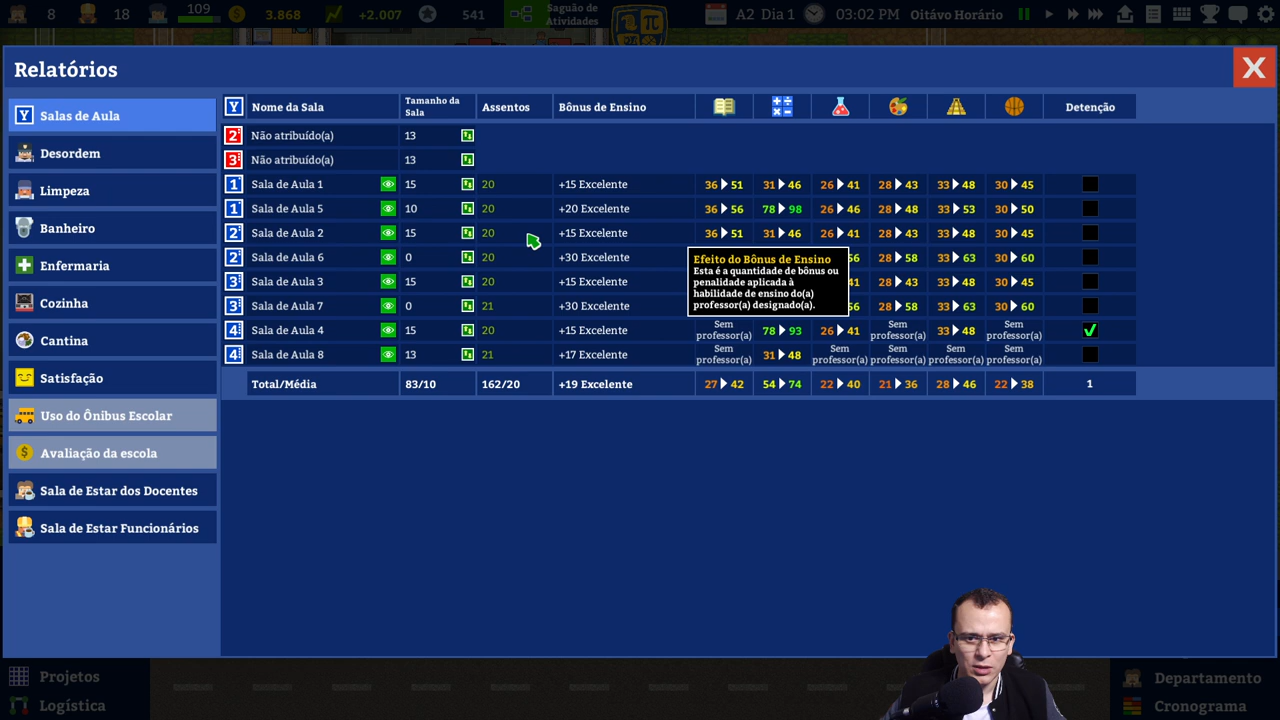 8 18 109 3.868 +2.007 541 Saguão de Atividades A2 Dia 1 03:02 PM Oitávo Horário
Relatórios X
Salas de Aula
Desordem
Limpeza
Banheiro
Enfermaria
Cozinha
Cantina
Satisfação
Uso do Ônibus Escolar
Avaliação da escola
Sala de Estar dos Docentes
Sala de Estar Funcionários
Nome da Sala Tamanho da Sala Assentos Bônus de Ensino Detenção
2 Não atribuído(a) 13
3 Não atribuído(a) 13
1 Sala de Aula 1 15 20 +15 Excelente 36 51 31 46 26 41 28 43 33 48 30 45
1 Sala de Aula 5 10 20 +20 Excelente 36 56 78 98 26 46 28 48 33 53 30 50
2 Sala de Aula 2 15 20 +15 Excelente 36 51 31 46 26 41 28 43 33 48 30 45
2 Sala de Aula 6 0 20 +30 Excelente 56 28 58 33 63 30 60
3 Sala de Aula 3 15 20 +15 Excelente 41 28 43 33 48 30 45
3 Sala de Aula 7 0 21 +30 Excelente 56 28 58 33 63 30 60
4 Sala de Aula 4 15 20 +15 Excelente Sem professor(a) 78 93 26 41 Sem professor(a) 33 48 Sem professor(a)
4 Sala de Aula 8 13 21 +17 Excelente Sem professor(a) 31 48 Sem professor(a) Sem professor(a) Sem professor(a) Sem professor(a)
Total/Média 83/10 162/20 +19 Excelente 27 42 54 74 22 40 21 36 28 46 22 38 1
Efeito do Bônus de Ensino
Esta é a quantidade de bônus ou
penalidade aplicada à
habilidade de ensino do(a)
professor(a) designado(a).
Projetos
Logística
Departamento
Cronograma